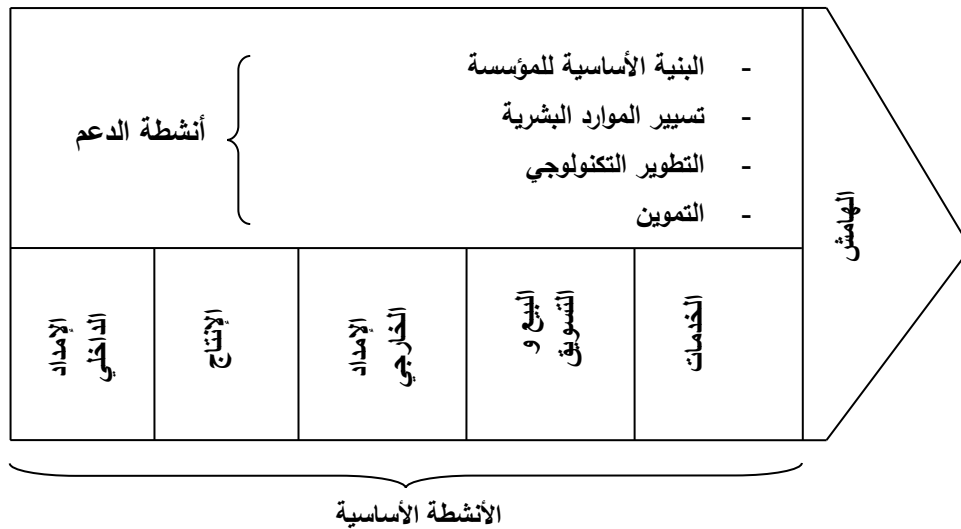 - البنية الأساسية للمؤسسة
- تسيير الموارد البشرية
- التطوير التكنولوجي
- التموين
أنشطة الدعم
الهامش
الإمداد
الداخلي
الإنتاج
الإمداد
الخارجي
البيع و
التسويق
الخدمات
الأنشطة الأساسية